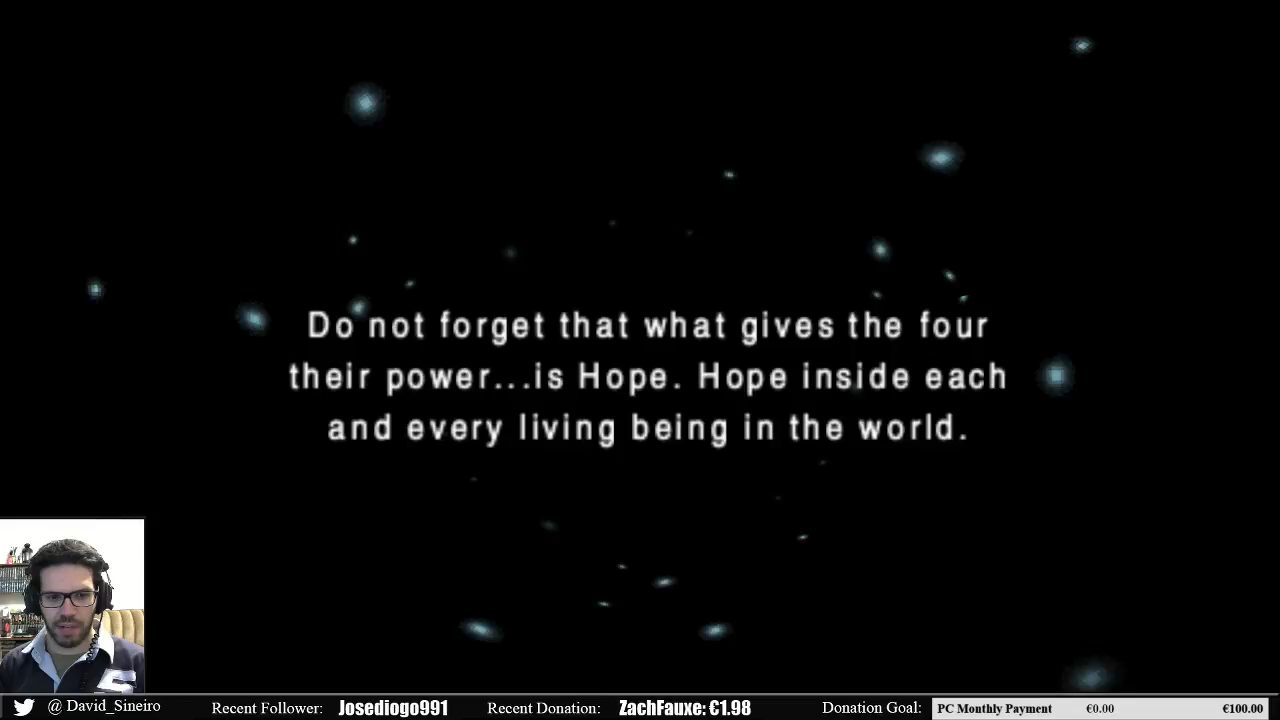 Do not forget that what gives the four
their power...is Hope. Hope inside each
and every living being in the world.
@ David_Sineiro Recent Follower: Josediogo991 Recent Donation: ZachFauxe: €1.98 Donation Goal: PC Monthly Payment €0.00 €100.00